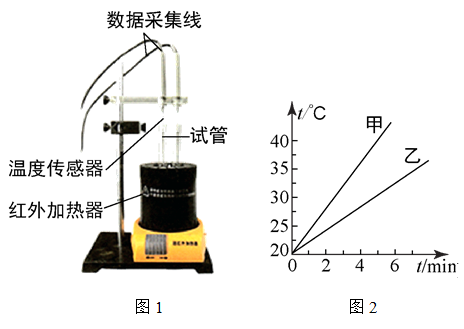 数据采集线
试管
温度传感器
红外加热器
图1
t/℃
甲
乙
40
35
30
25
20
0 2 4 6 t/min
图2